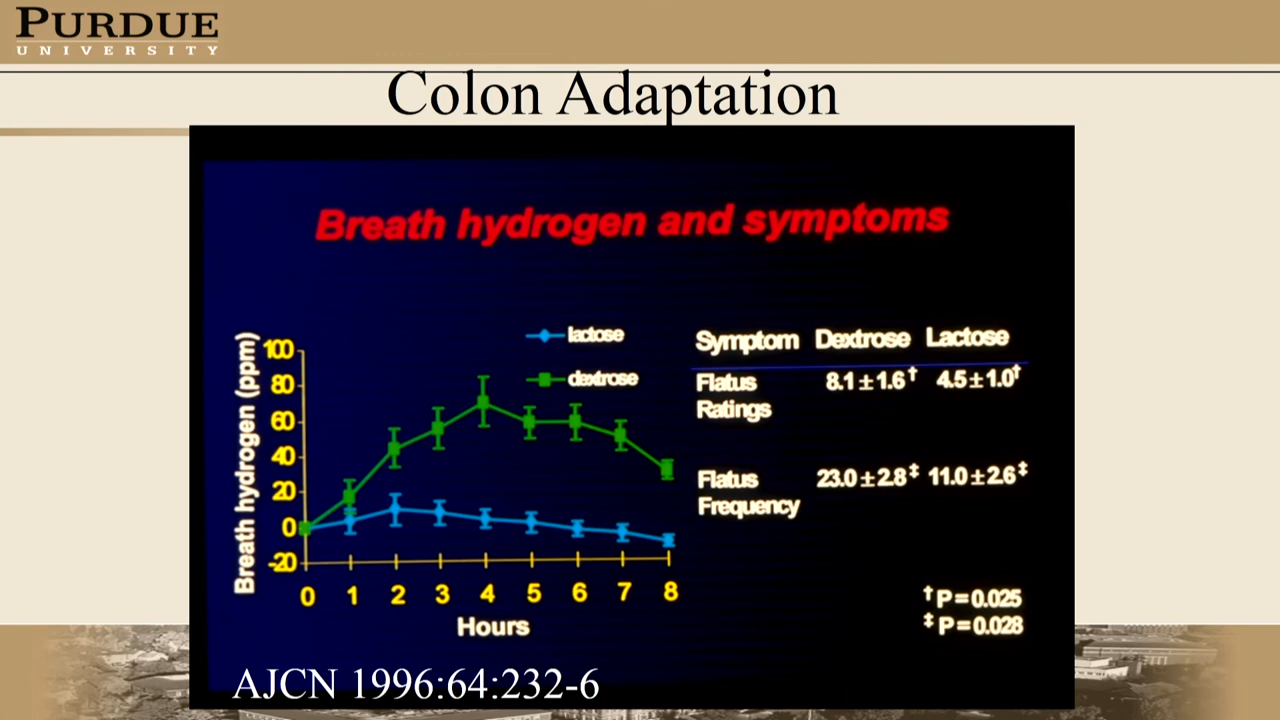 PURDUE
UNIVERSITY
Colon Adaptation
Breath hydrogen and symptoms
Breath hydrogen (ppm)
100
80
60
40
20
0
-20
lactose
dextrose
0 1 2 3 4 5 6 7 8
Hours
Symptom Dextrose Lactose
Flatus Ratings 8.1 ± 1.6† 4.5 ± 1.0†
Flatus Frequency 23.0 ± 2.8‡ 11.0 ± 2.6‡
† P = 0.025
‡ P = 0.028
AJCN 1996:64:232-6